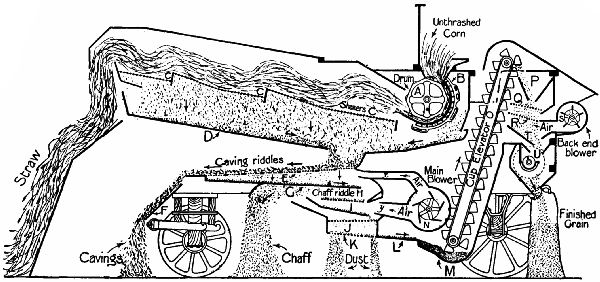 Unthrashed
Corn
Drum
B
A
H
P
C
C
Shakers C
Q
R
Air
T
U
S
Back end
blower
Cup Elevator O
D
Straw
Caving riddles
E
Main
Blower
G
Chaff riddle H
Air
N
F
J
K
L
M
Cavings
Chaff
Dust
Finished
Grain